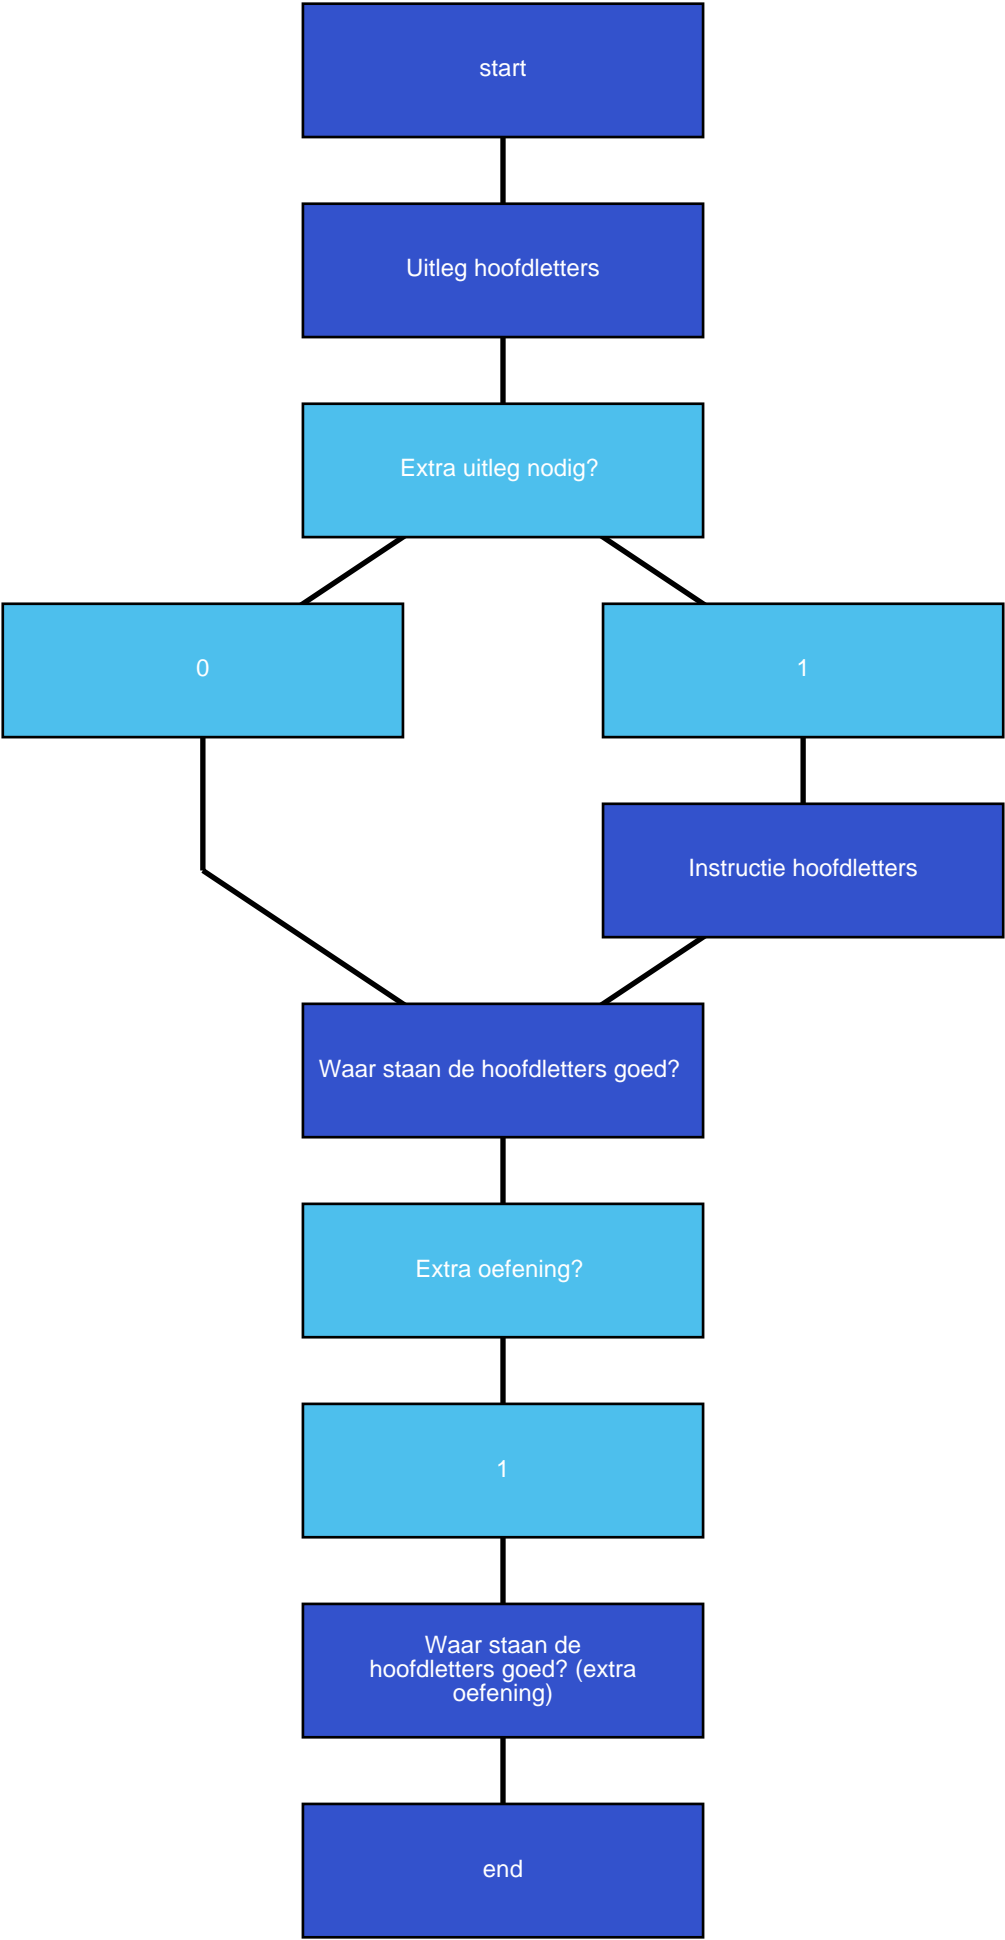 start
Uitleg hoofdletters
Extra uitleg nodig?
0
1
Instructie hoofdletters
Waar staan de hoofdletters goed?
Extra oefening?
1
Waar staan de
hoofdletters goed? (extra
oefening)
end